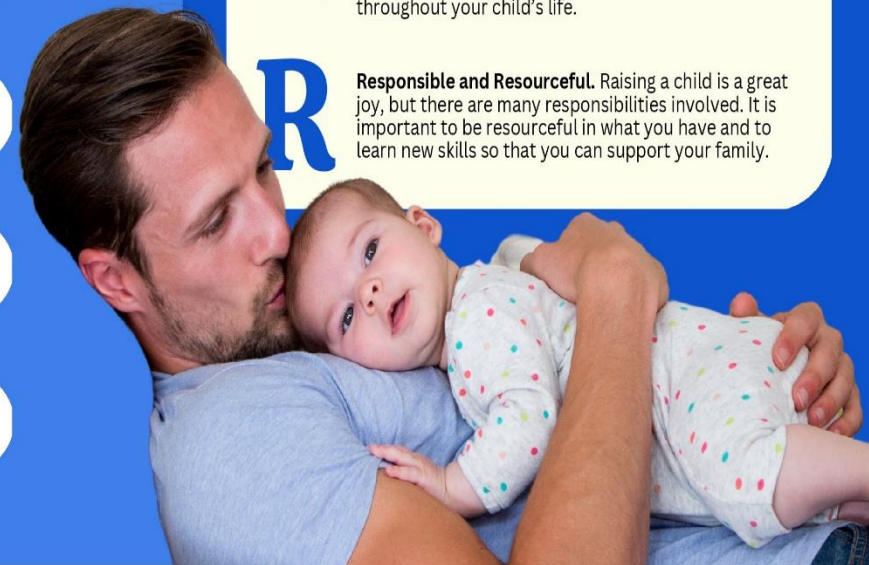 throughout your child's life.
R
Responsible and Resourceful. Raising a child is a great
joy, but there are many responsibilities involved. It is
important to be resourceful in what you have and to
learn new skills so that you can support your family.